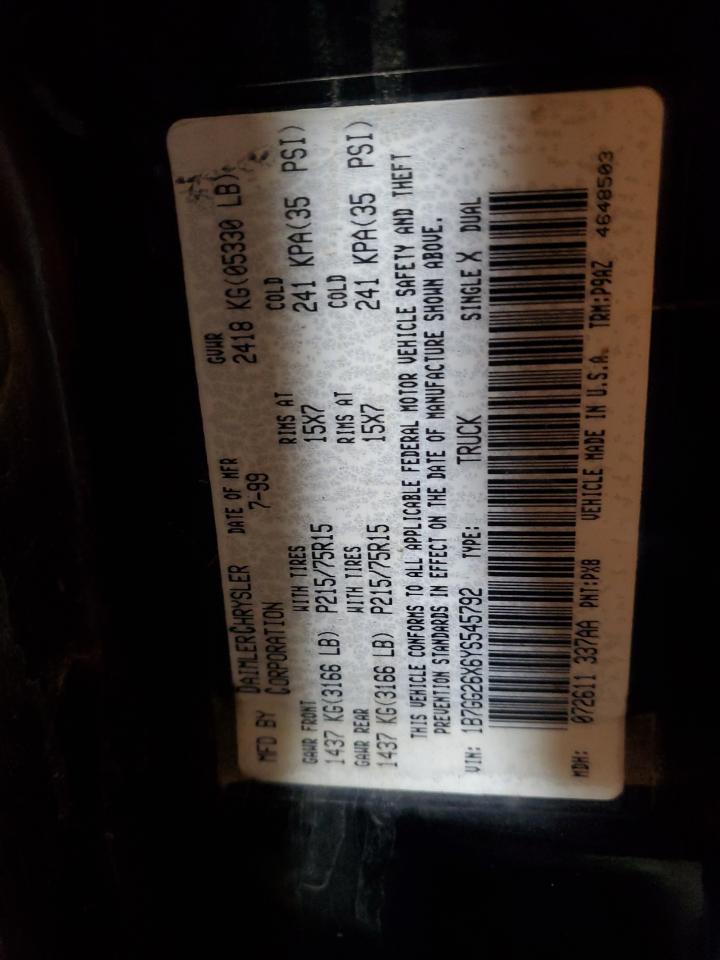 MFD BY DAIMLERCHRYSLER CORPORATION DATE OF MFR 7-99 GVWR 2418 KG(05330 LB)
GAWR FRONT WITH TIRES RIMS AT COLD
1437 KG(3166 LB) P215/75R15 15X7 241 KPA(35 PSI)
GAWR REAR WITH TIRES RIMS AT COLD
1437 KG(3166 LB) P215/75R15 15X7 241 KPA(35 PSI)
THIS VEHICLE CONFORMS TO ALL APPLICABLE FEDERAL MOTOR VEHICLE SAFETY AND THEFT
PREVENTION STANDARDS IN EFFECT ON THE DATE OF MANUFACTURE SHOWN ABOVE.
VIN: 1B7GG26X6YS545792 TYPE: TRUCK SINGLE X DUAL
MDH: 072611 337AA PNT:PX8 VEHICLE MADE IN U.S.A. TRM:P9AZ 4648503